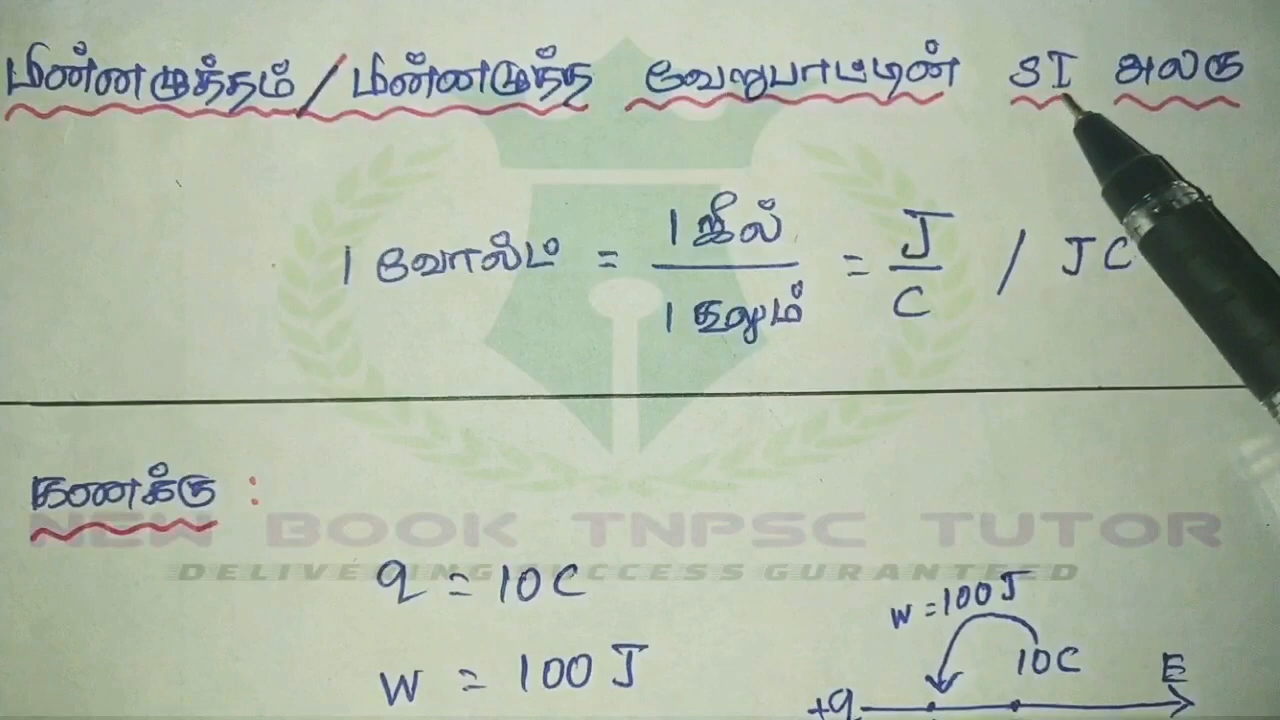 மின்னழுத்தம் / மின்னழுத்த வேறுபாட்டின் SI அலகு
1 வோல்ட் = 1 ஜீல் / 1 கூலும் = J / C / JC
கணக்கு :
NEW BOOK TNPSC TUTOR
DELIVERING SUCCESS GURANTEED
q = 10C
W = 100 J
W = 100J
10C
E
+q